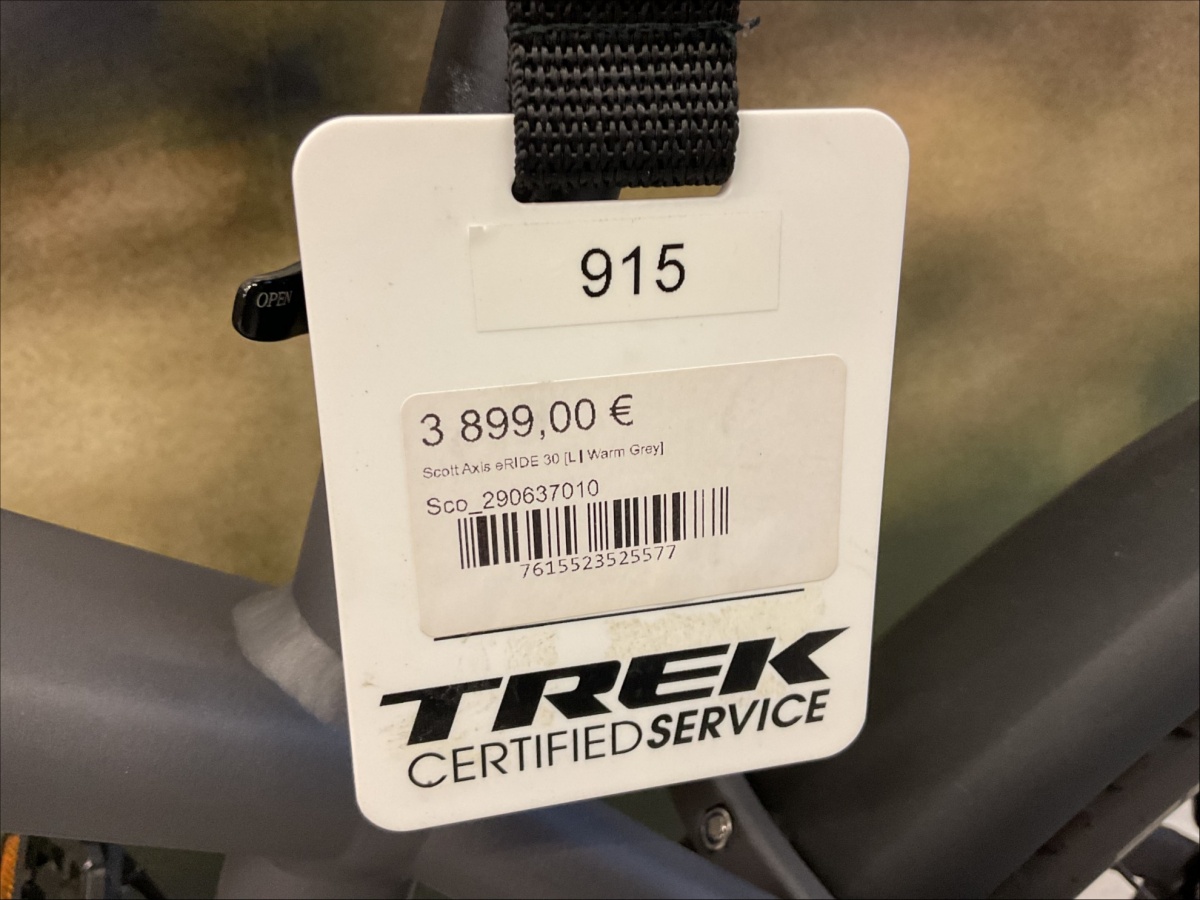 915
OPEN
3 899,00 €
Scott Axis eRIDE 30 [L | Warm Grey]
Sco_290637010
7615523525577
TREK
CERTIFIED SERVICE